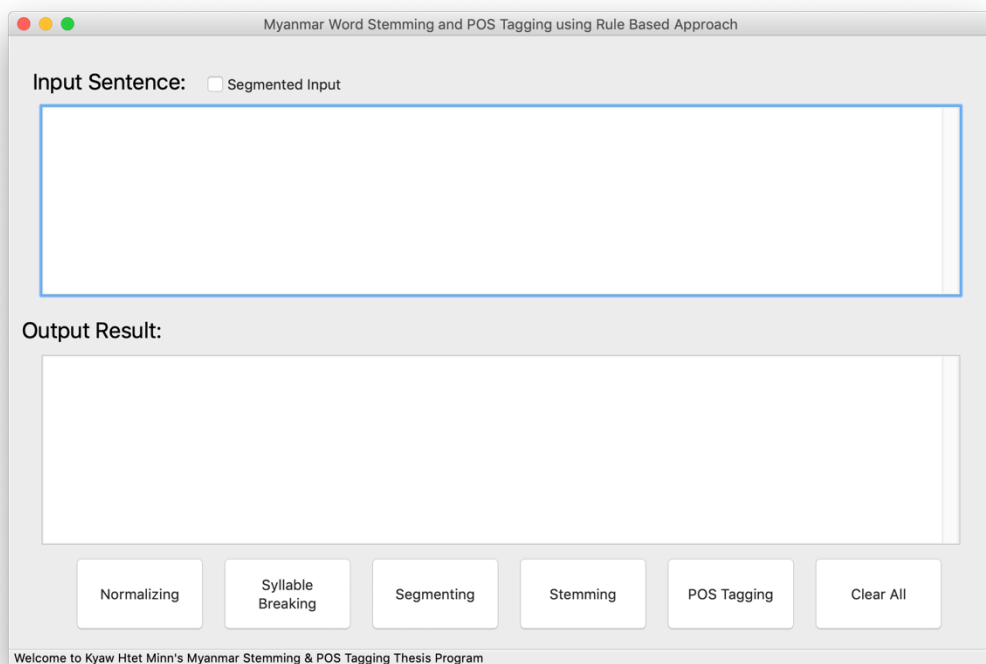 Myanmar Word Stemming and POS Tagging using Rule Based Approach
Input Sentence:
Segmented Input
Output Result:
Normalizing
Syllable
Breaking
Segmenting
Stemming
POS Tagging
Clear All
Welcome to Kyaw Htet Minn's Myanmar Stemming & POS Tagging Thesis Program